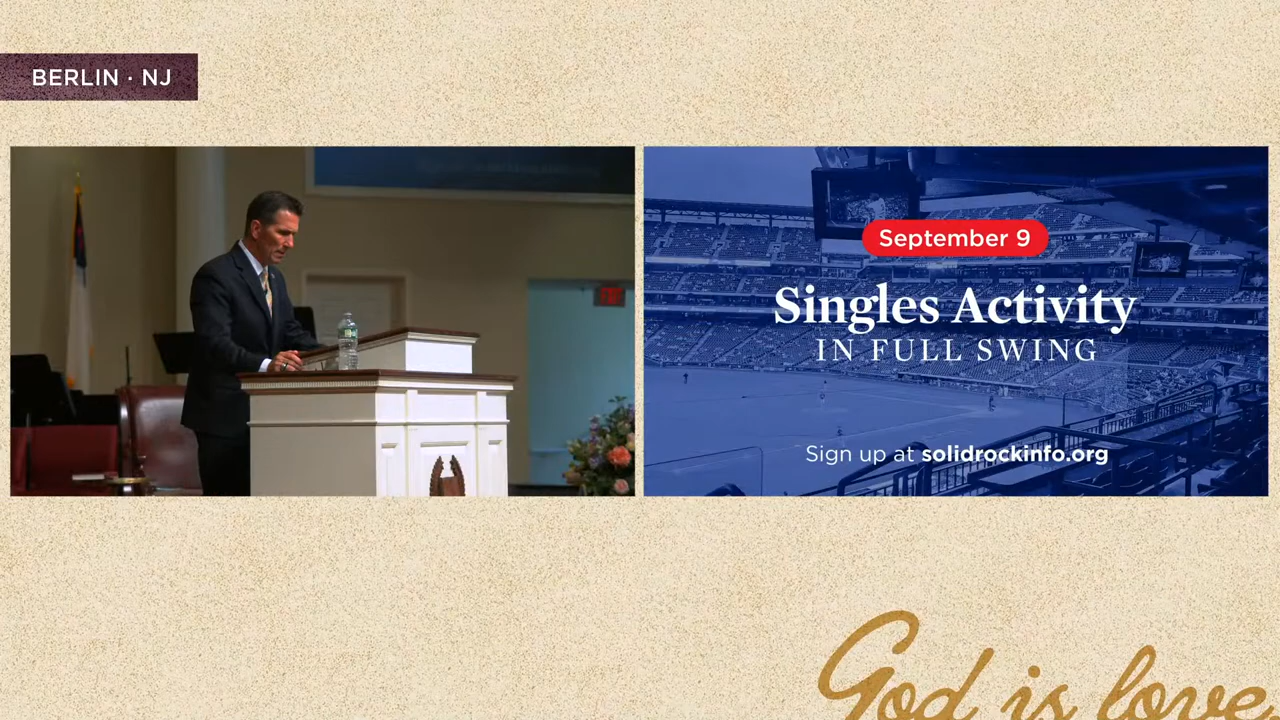 BERLIN · NJ
September 9
Singles Activity
IN FULL SWING
Sign up at solidrockinfo.org
God is love